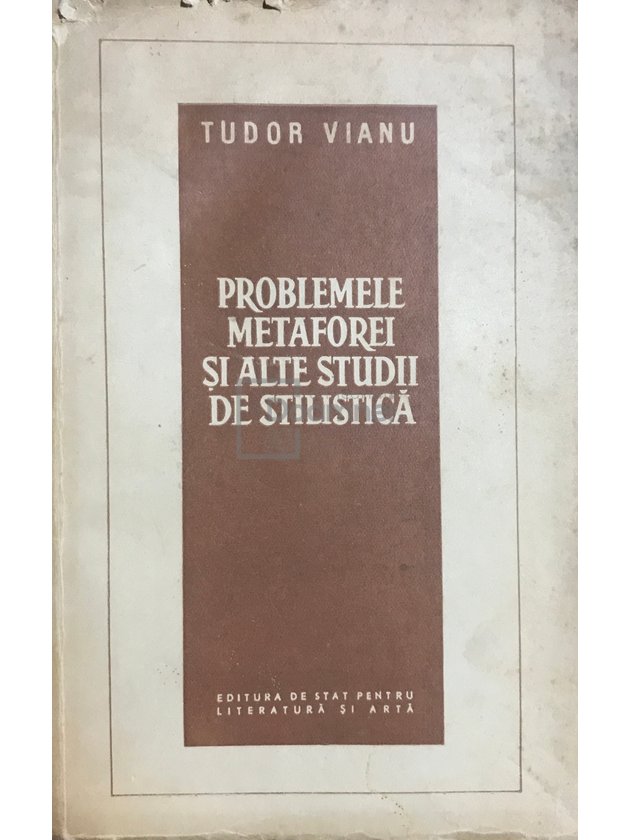 TUDOR VIANU
PROBLEMELE
METAFOREI
ȘI ALTE STUDII
DE STILISTICĂ
EDITURA DE STAT PENTRU
LITERATURĂ ȘI ARTĂ